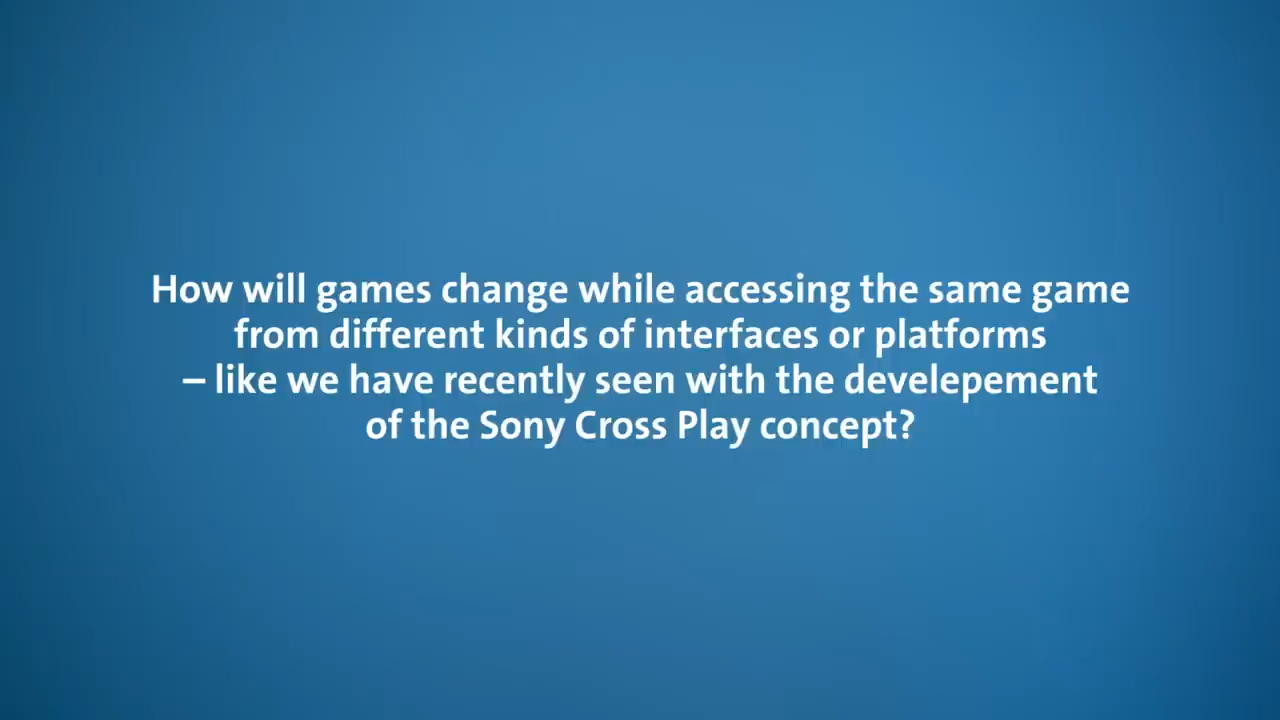 How will games change while accessing the same game
from different kinds of interfaces or platforms
– like we have recently seen with the develepement
of the Sony Cross Play concept?